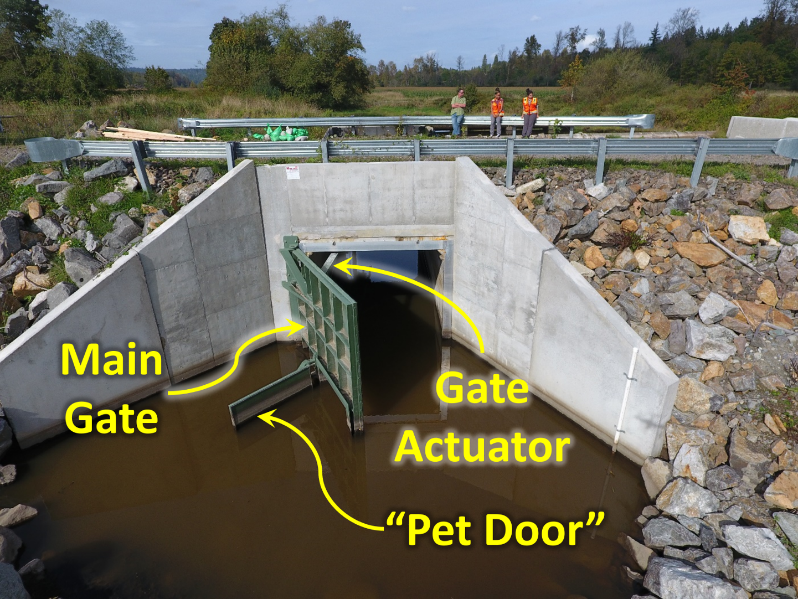 Main
Gate
Gate
Actuator
“Pet Door”